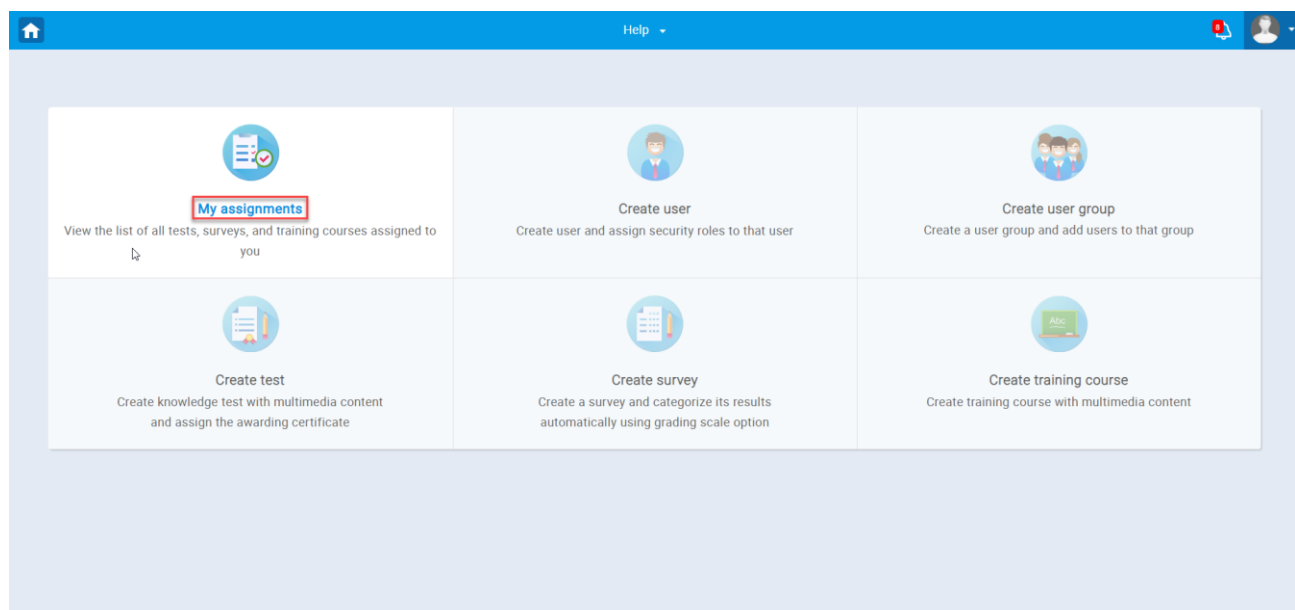 Help
My assignments
View the list of all tests, surveys, and training courses assigned to
you
Create user
Create user and assign security roles to that user
Create user group
Create a user group and add users to that group
Create test
Create knowledge test with multimedia content
and assign the awarding certificate
Create survey
Create a survey and categorize its results
automatically using grading scale option
Abc
Create training course
Create training course with multimedia content